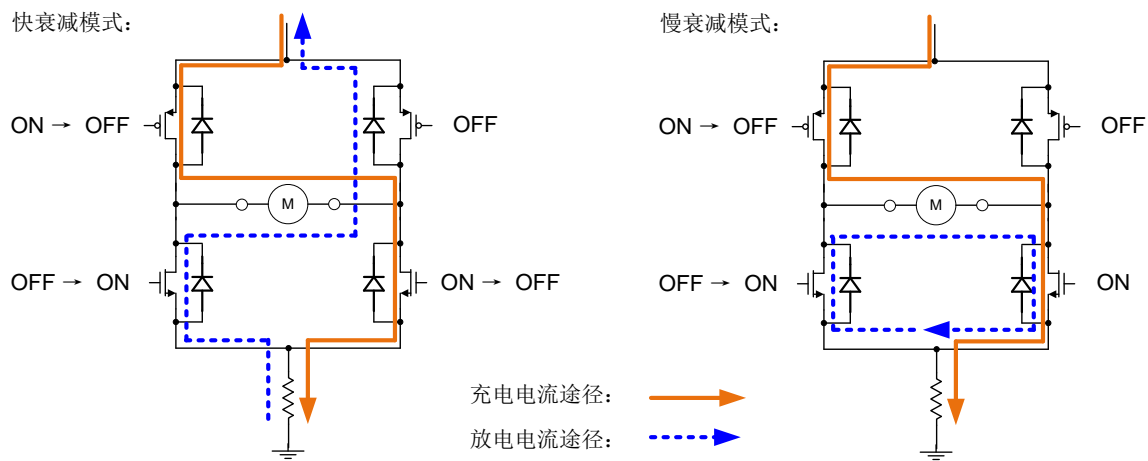 快衰减模式：
慢衰减模式：
ON → OFF
OFF
ON → OFF
OFF
M
M
OFF → ON
ON → OFF
OFF → ON
ON
充电电流途径：
放电电流途径：